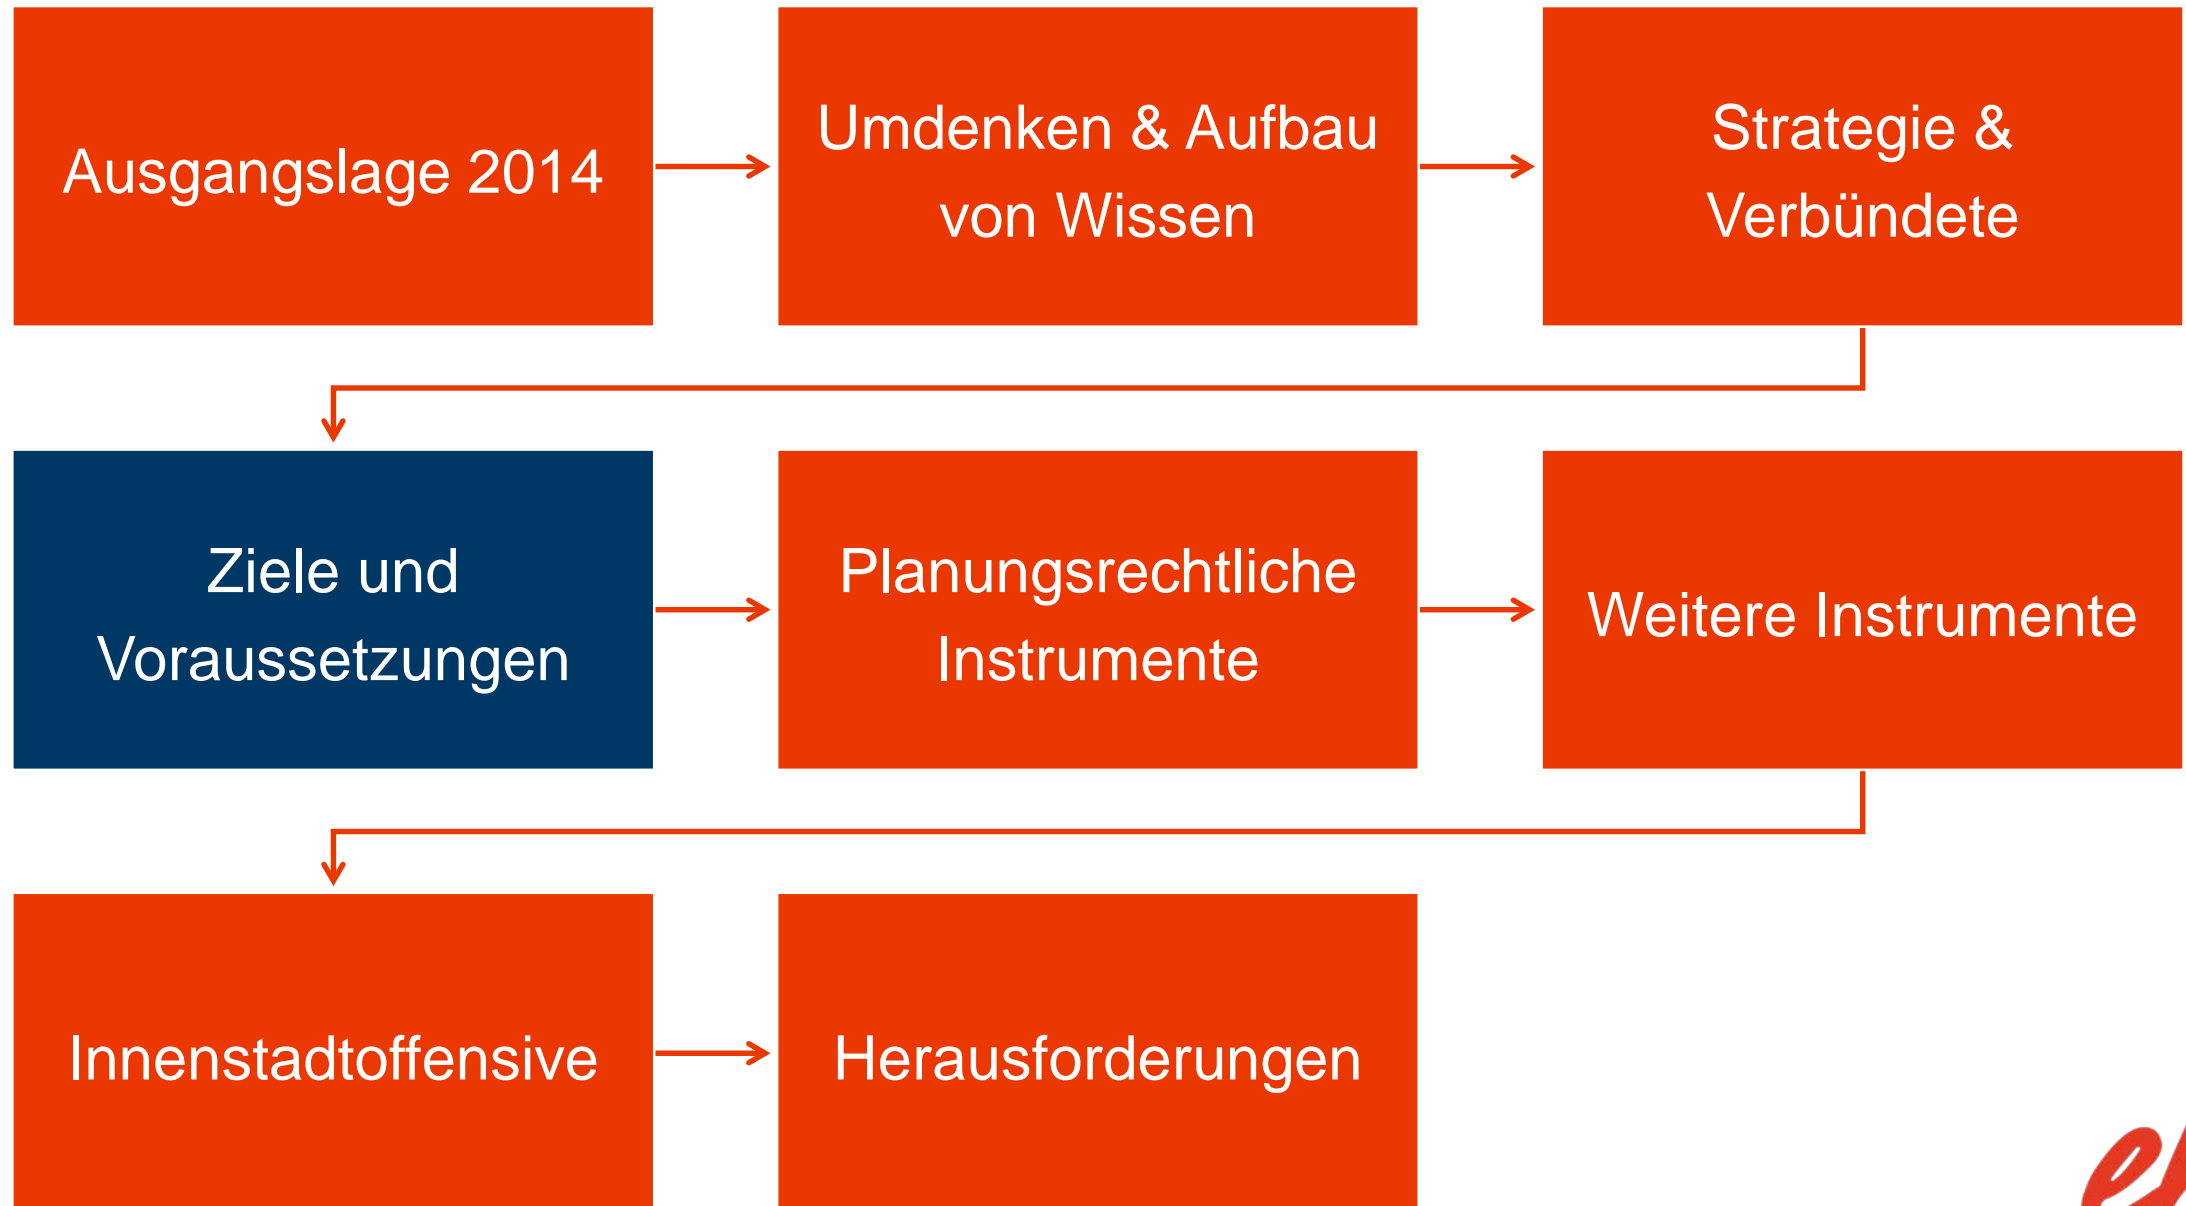 Ausgangslage 2014
Umdenken & Aufbau
von Wissen
Strategie &
Verbündete
Ziele und
Voraussetzungen
Planungsrechtliche
Instrumente
Weitere Instrumente
Innenstadtoffensive
Herausforderungen